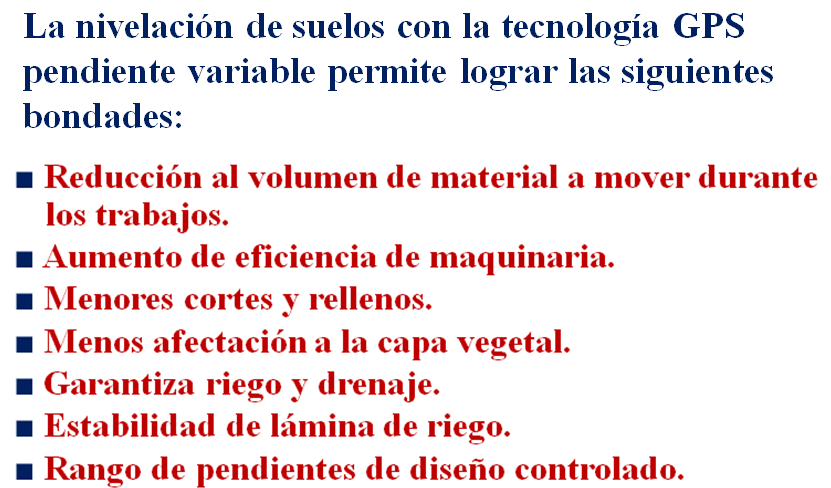 La nivelación de suelos con la tecnología GPS
pendiente variable permite lograr las siguientes
bondades:
■ Reducción al volumen de material a mover durante
los trabajos.
■ Aumento de eficiencia de maquinaria.
■ Menores cortes y rellenos.
■ Menos afectación a la capa vegetal.
■ Garantiza riego y drenaje.
■ Estabilidad de lámina de riego.
■ Rango de pendientes de diseño controlado.